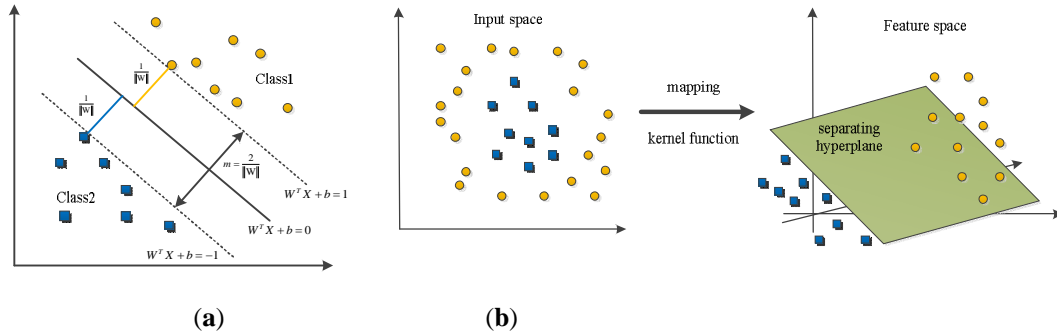 Class1
1
‖W‖
1
‖W‖
m = 2
‖W‖
Class2
W^T X + b = 1
W^T X + b = 0
W^T X + b = −1
(a)
Input space
mapping
kernel function
Feature space
separating
hyperplane
(b)